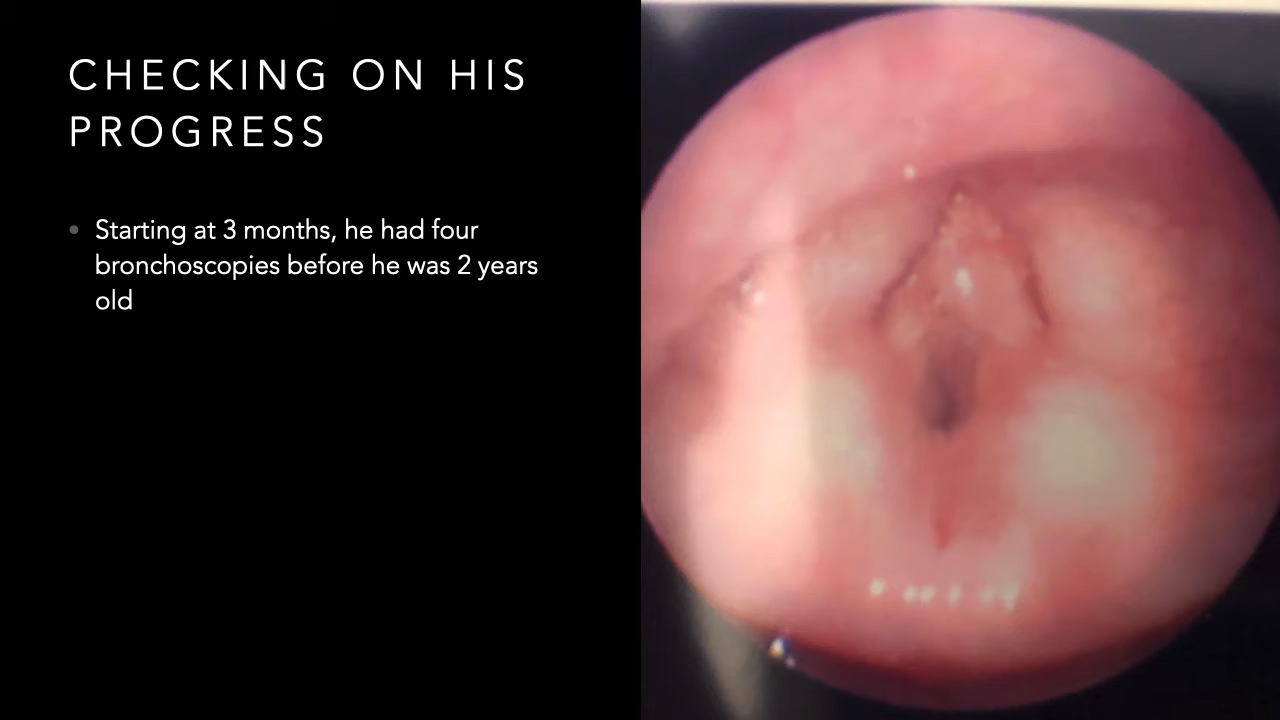 CHECKING ON HIS
PROGRESS
• Starting at 3 months, he had four
bronchoscopies before he was 2 years
old